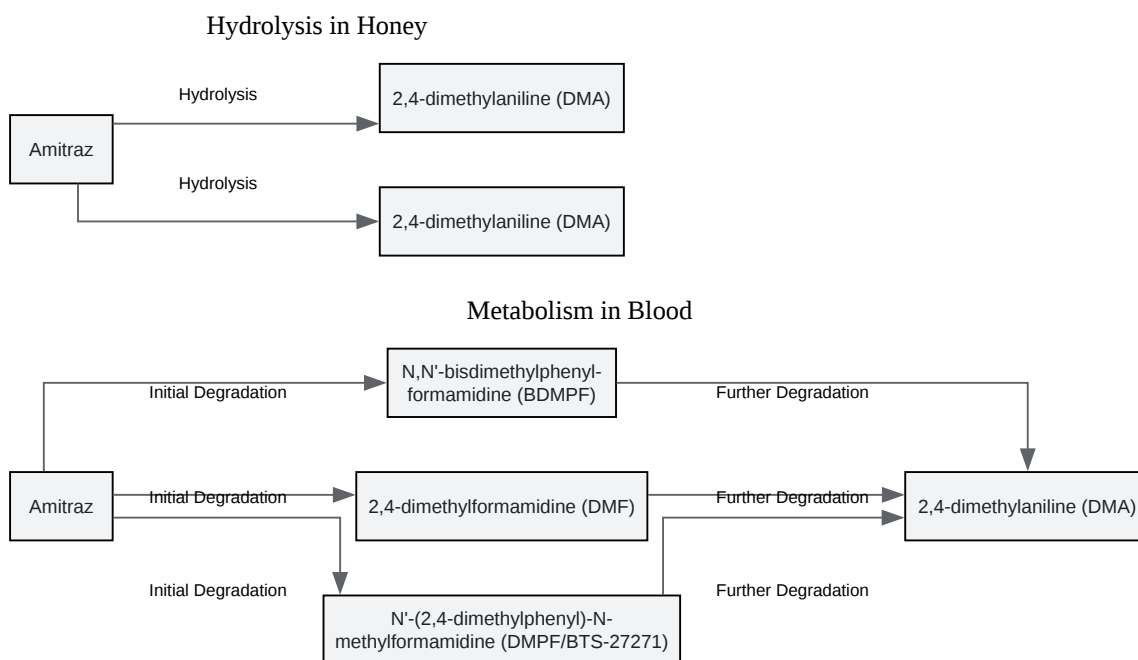 Hydrolysis in Honey
Hydrolysis
2,4-dimethylaniline (DMA)
Amitraz
Hydrolysis
2,4-dimethylaniline (DMA)
Metabolism in Blood
N,N'-bisdimethylphenyl-
formamidine (BDMPF)
Initial Degradation
Further Degradation
Amitraz
Initial Degradation
2,4-dimethylformamidine (DMF)
Further Degradation
2,4-dimethylaniline (DMA)
Initial Degradation
Further Degradation
N'-(2,4-dimethylphenyl)-N-
methylformamidine (DMPF/BTS-27271)